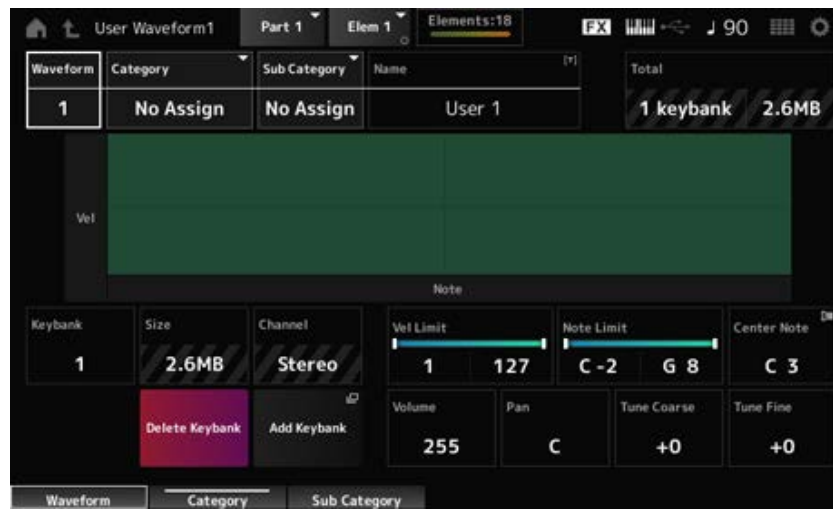 User Waveform1 Part 1 Elem 1 Elements:18 FX ♩ 90
Waveform Category Sub Category Name Total
1 No Assign No Assign User 1 1 keybank 2.6MB
Vel
Note
Keybank Size Channel Vel Limit Note Limit Center Note
1 2.6MB Stereo 1 127 C -2 G 8 C 3
Delete Keybank Add Keybank Volume Pan Tune Coarse Tune Fine
255 C +0 +0
Waveform Category Sub Category